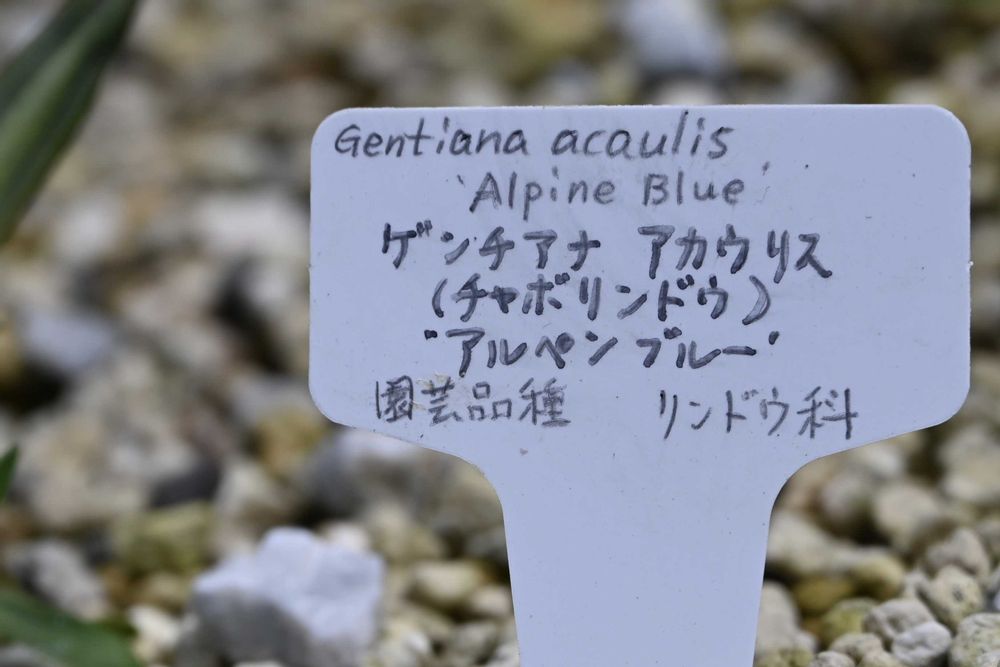 Gentiana acaulis
'Alpine Blue'
ゲンチアナ アカウリス
(チャボリンドウ)
'アルペンブルー'
園芸品種 リンドウ科